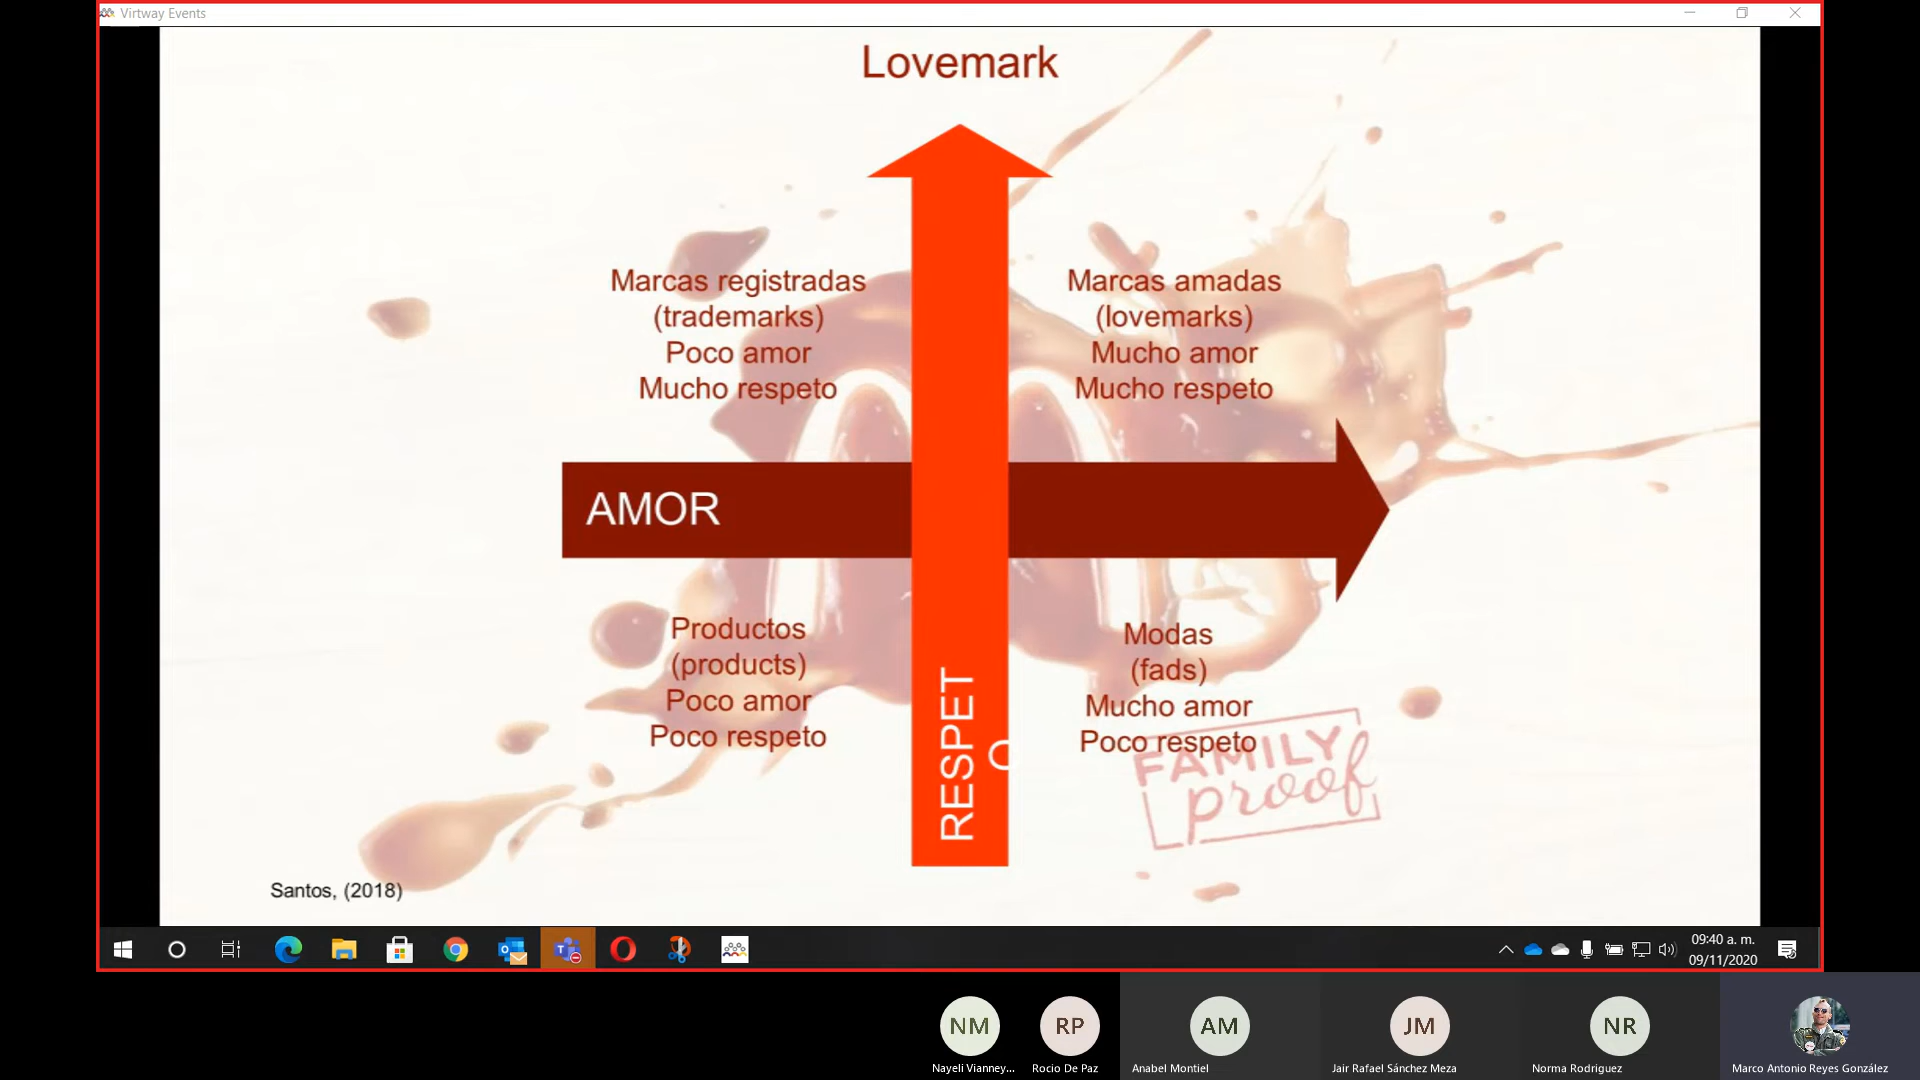 Virtway Events
Lovemark
Marcas registradas
(trademarks)
Poco amor
Mucho respeto
Marcas amadas
(lovemarks)
Mucho amor
Mucho respeto
AMOR
Productos
(products)
Poco amor
Poco respeto
RESPET
O
Modas
(fads)
Mucho amor
Poco respeto
FAMILY
proof
Santos, (2018)
09:40 a. m.
09/11/2020
NM
RP
AM
JM
NR
Nayeli Vianney...
Rocio De Paz
Anabel Montiel
Jair Rafael Sánchez Meza
Norma Rodriguez
Marco Antonio Reyes González